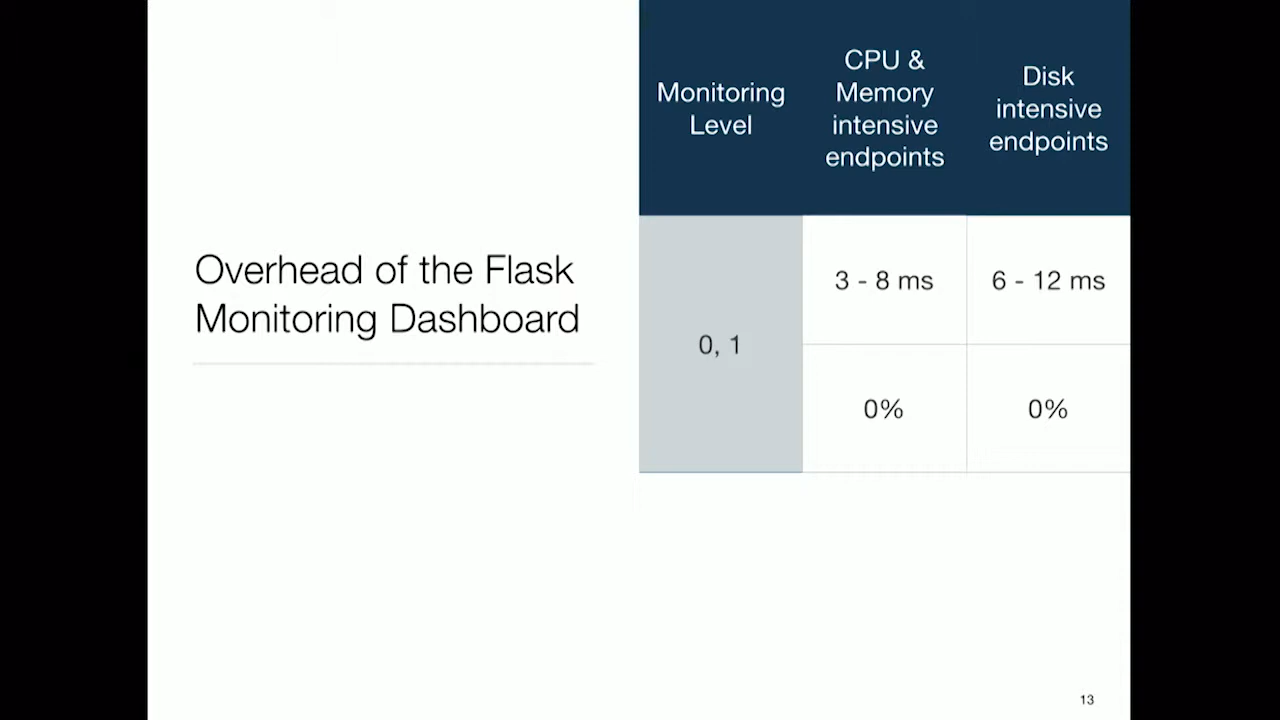 Overhead of the Flask
Monitoring Dashboard
Monitoring
Level
CPU &
Memory
intensive
endpoints
Disk
intensive
endpoints
0, 1
3 - 8 ms
6 - 12 ms
0%
0%
13